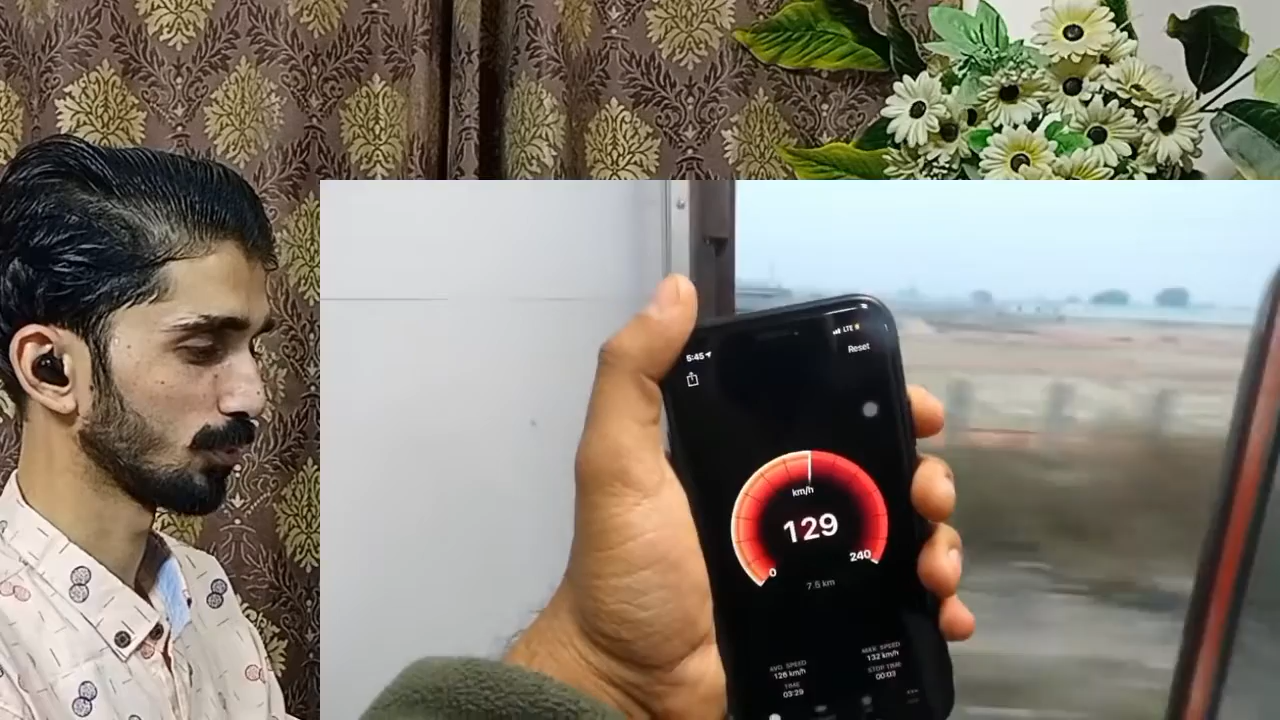 5:45
LTE
Reset
km/h
129
0
240
7.5 km
AVG. SPEED
126 km/h
MAX. SPEED
132 km/h
TIME
03:29
STOP TIME
00:03